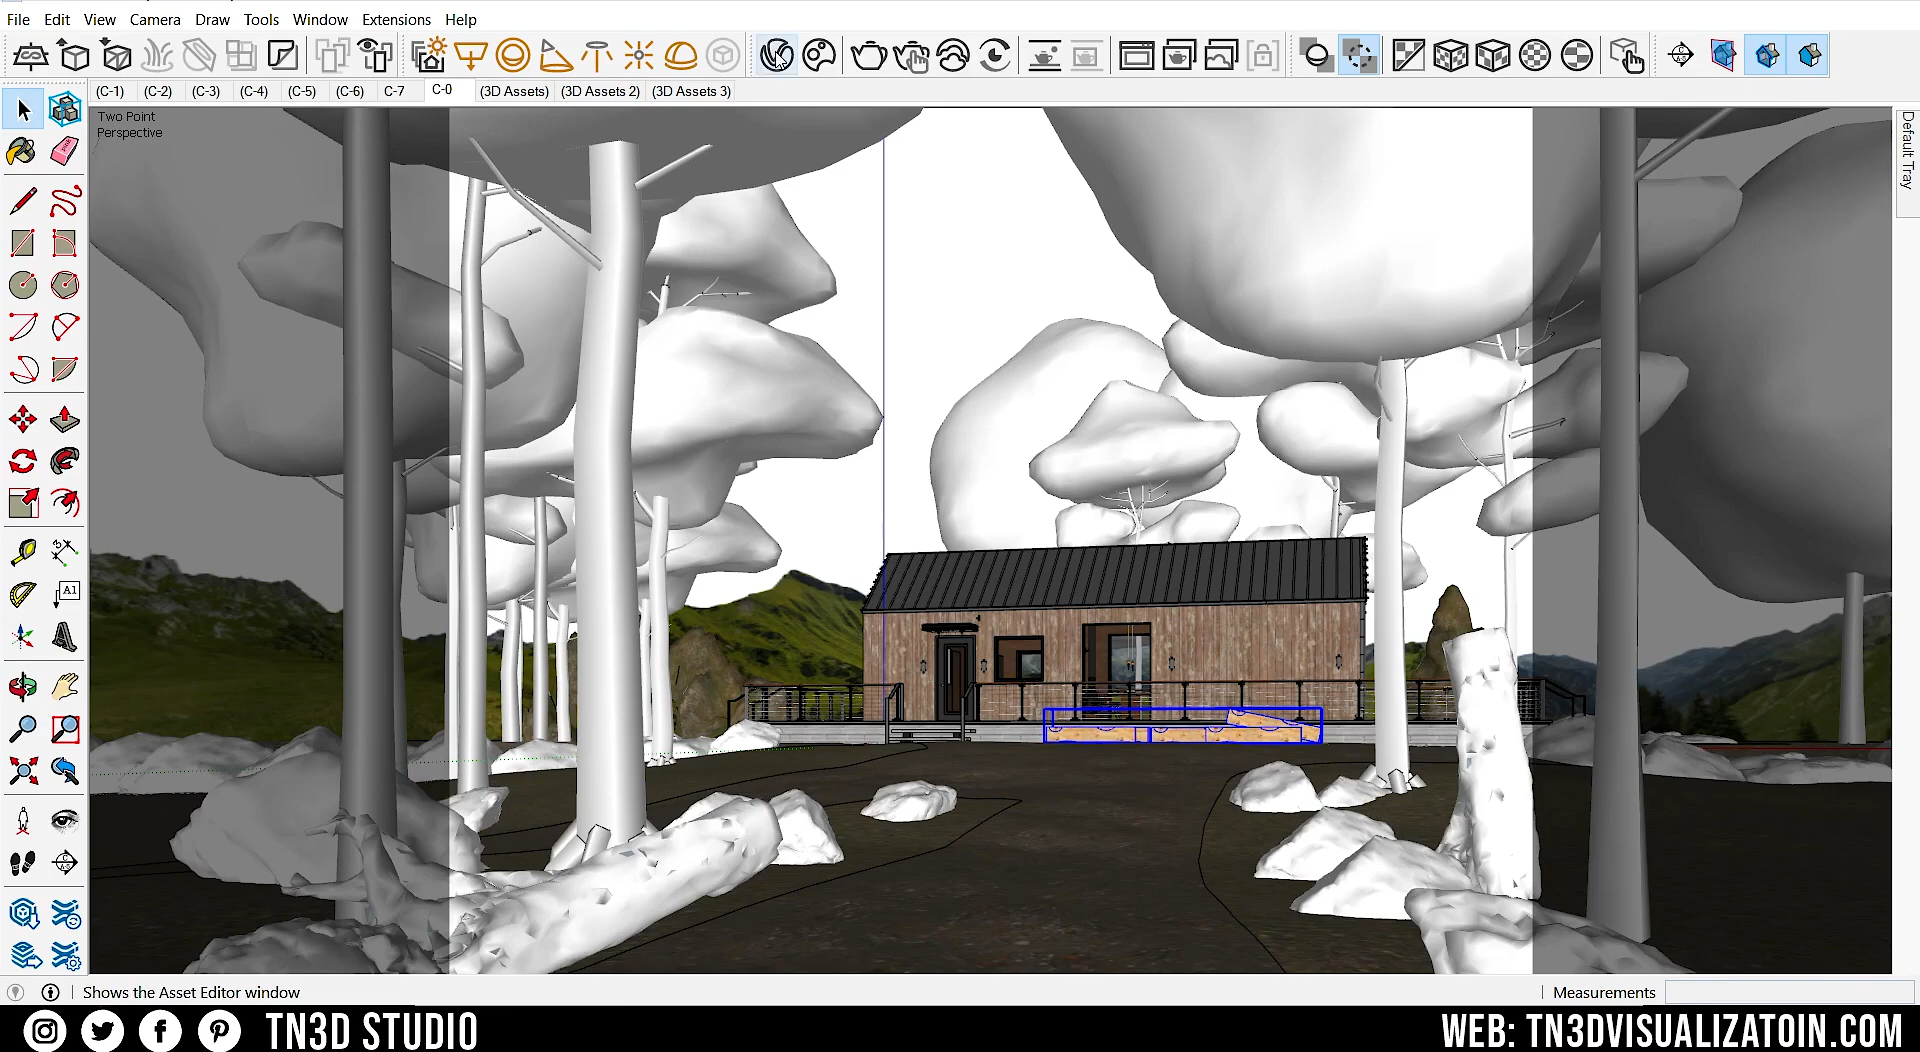 File Edit View Camera Draw Tools Window Extensions Help
(C-1) (C-2) (C-3) (C-4) (C-5) (C-6) C-7 C-0 (3D Assets) (3D Assets 2) (3D Assets 3)
Two Point
Perspective
Default Tray
A1
Shows the Asset Editor window
Measurements
TN3D STUDIO
WEB: TN3DVISUALIZATOIN.COM